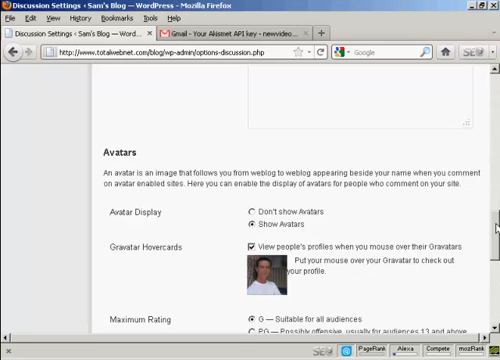 Discussion Settings < Sam's Blog — WordPress - Mozilla Firefox
File Edit View History Bookmarks Tools Help
Discussion Settings < Sam's Blog — Word...
Gmail - Your Akismet API key - newvideo...
http://www.totalwebnet.com/blog/wp-admin/options-discussion.php
Google
SEO
Avatars
An avatar is an image that follows you from weblog to weblog appearing beside your name when you comment
on avatar enabled sites. Here you can enable the display of avatars for people who comment on your site.
Avatar Display
Don't show Avatars
Show Avatars
Gravatar Hovercards
View people's profiles when you mouse over their Gravatars
Put your mouse over your Gravatar to check out
your profile.
Maximum Rating
G — Suitable for all audiences
PG — Possibly offensive, usually for audiences 13 and above
SEO PageRank Alexa Compete mozRank